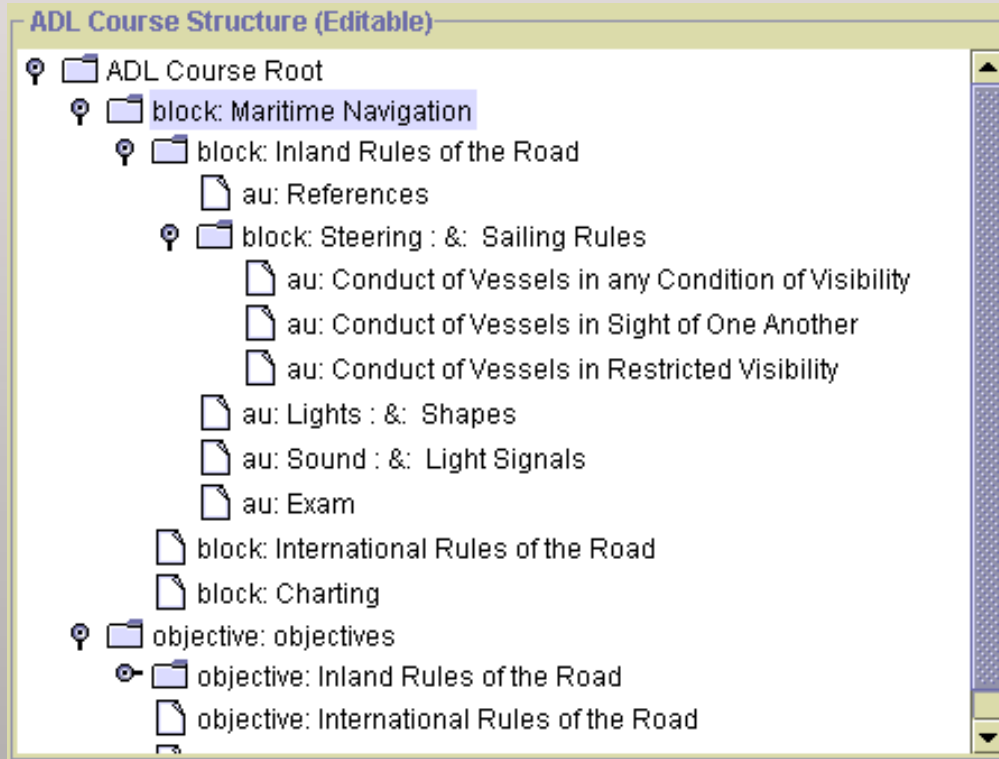 ADL Course Structure (Editable)
ADL Course Root
block: Maritime Navigation
block: Inland Rules of the Road
au: References
block: Steering : &: Sailing Rules
au: Conduct of Vessels in any Condition of Visibility
au: Conduct of Vessels in Sight of One Another
au: Conduct of Vessels in Restricted Visibility
au: Lights : &: Shapes
au: Sound : &: Light Signals
au: Exam
block: International Rules of the Road
block: Charting
objective: objectives
objective: Inland Rules of the Road
objective: International Rules of the Road